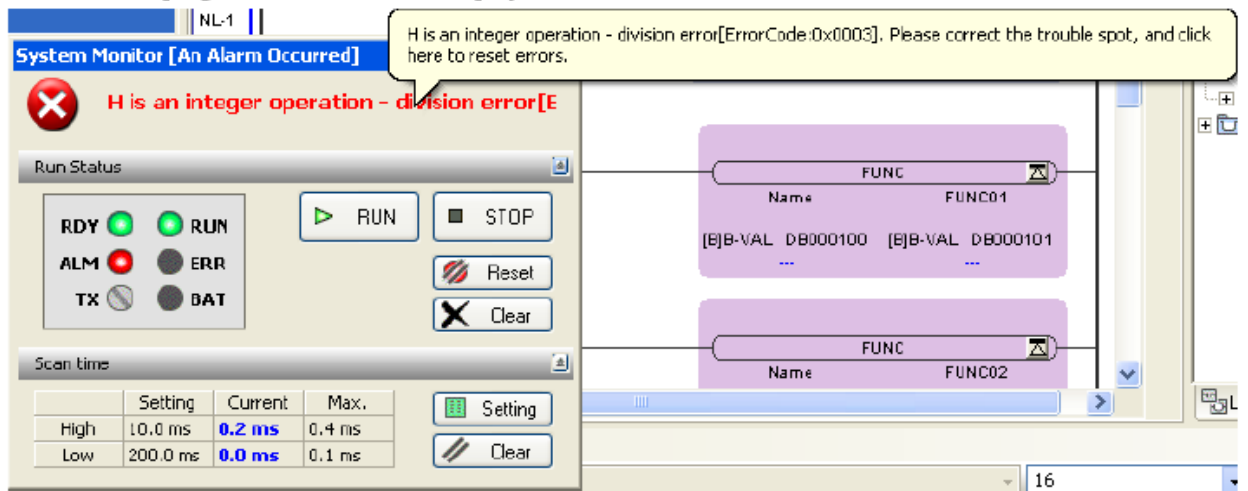 NL-1
H is an integer operation - division error[ErrorCode:0x0003]. Please correct the trouble spot, and click
here to reset errors.
System Monitor [An Alarm Occurred]
H is an integer operation - division error[E
Run Status
RDY RUN
ALM ERR
TX BAT
RUN STOP
Reset
Clear
FUNC
Name FUNC01
[B]B-VAL DB000100 [B]B-VAL DB000101
--- ---
FUNC
Name FUNC02
Scan time
Setting Current Max.
High 10.0 ms 0.2 ms 0.4 ms
Low 200.0 ms 0.0 ms 0.1 ms
Setting
Clear
L
16